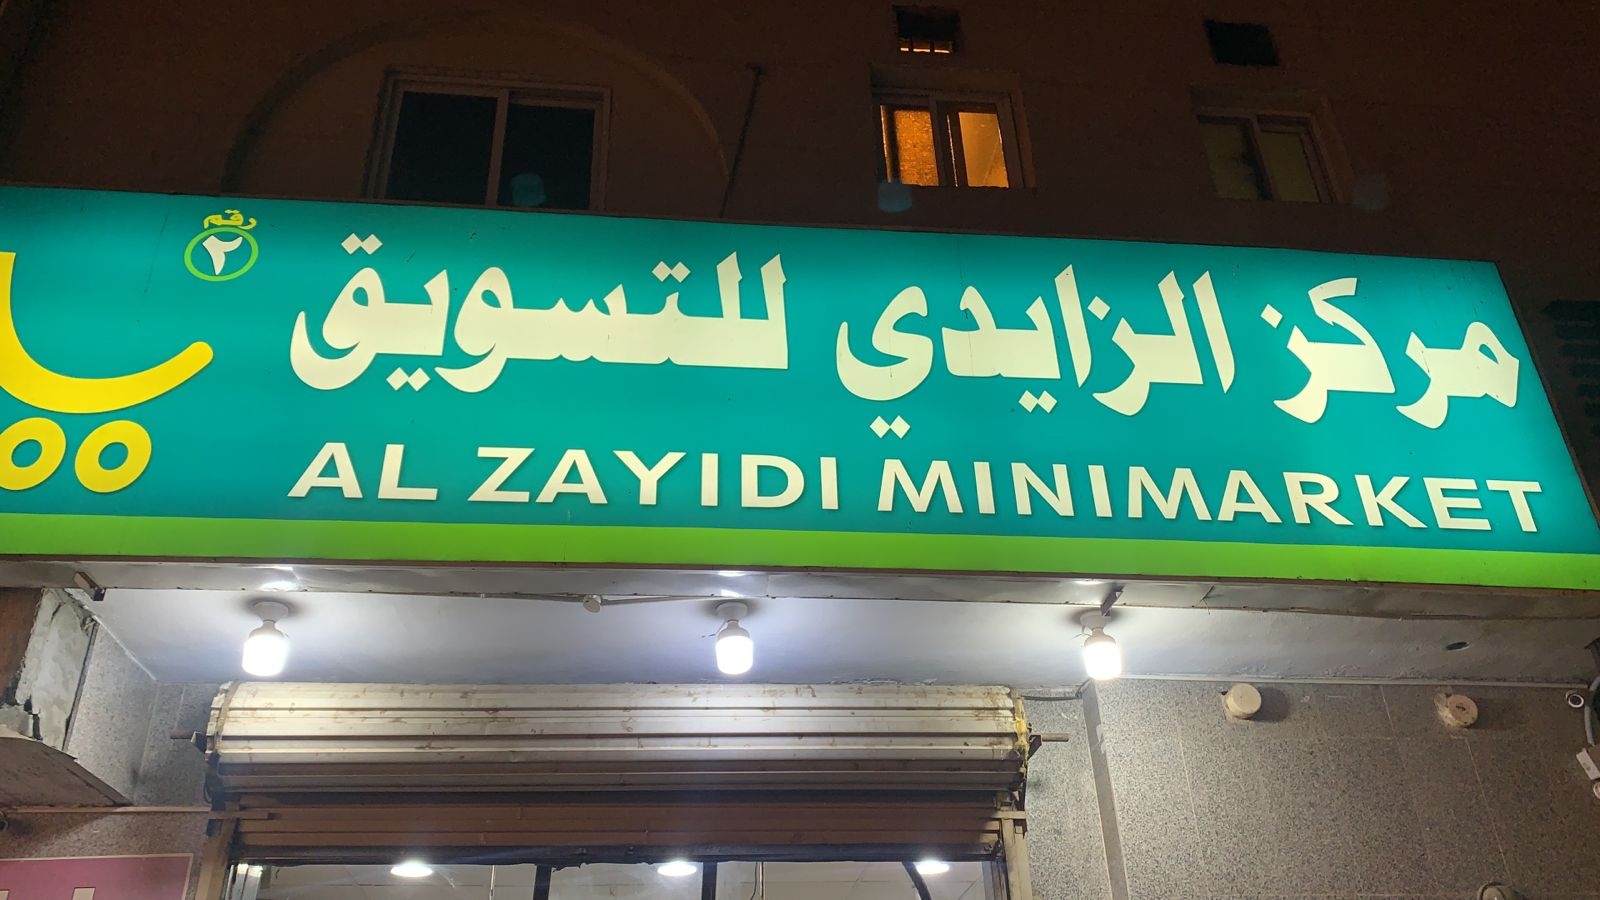 مركز الزايدي للتسويق
رقم
٢
AL ZAYIDI MINIMARKET